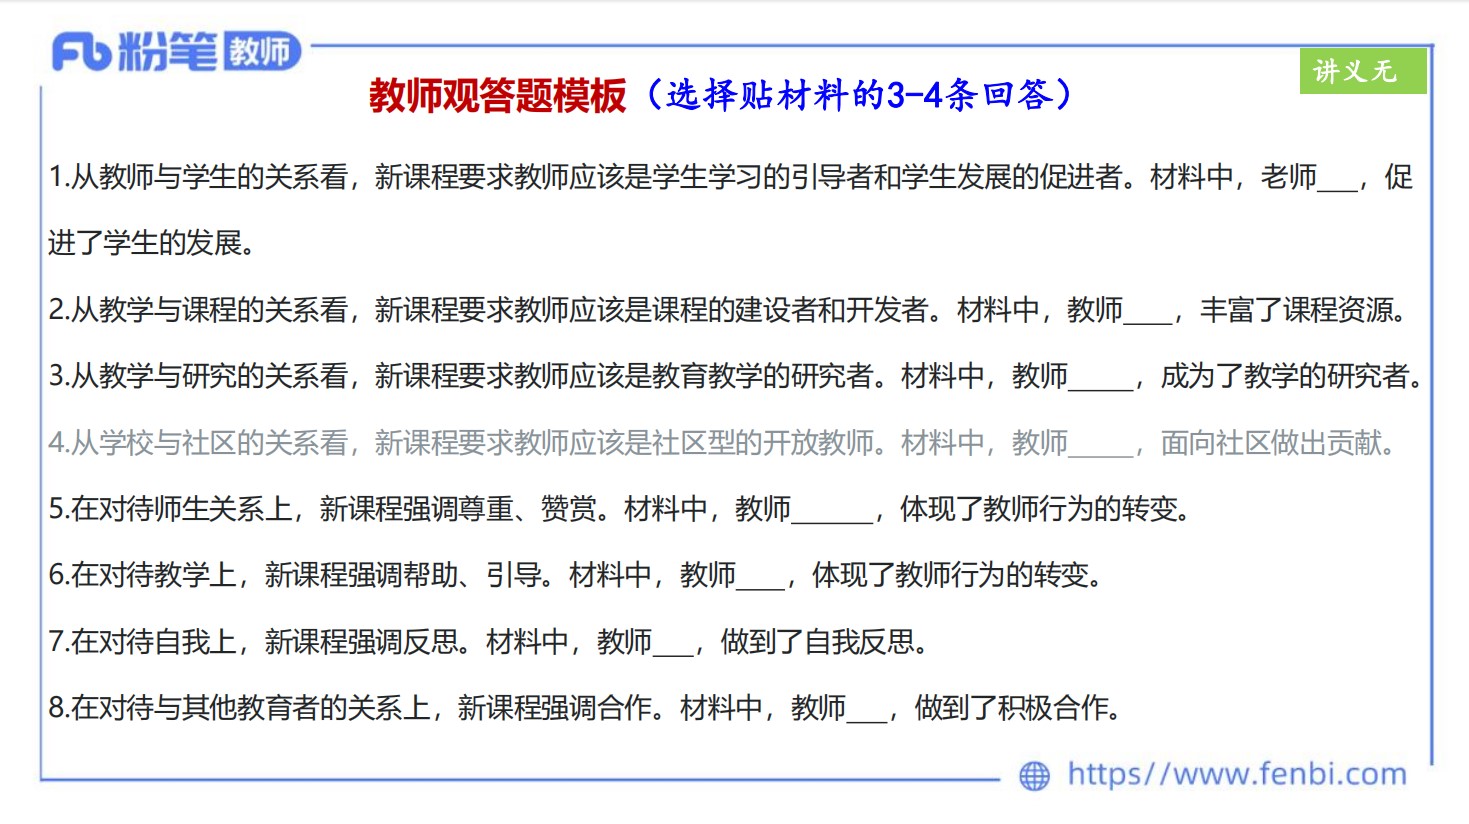 Fb 粉笔 教师
讲义无
教师观答题模板（选择贴材料的3-4条回答）
1.从教师与学生的关系看，新课程要求教师应该是学生学习的引导者和学生发展的促进者。材料中，老师___，促
进了学生的发展。
2.从教学与课程的关系看，新课程要求教师应该是课程的建设者和开发者。材料中，教师____，丰富了课程资源。
3.从教学与研究的关系看，新课程要求教师应该是教育教学的研究者。材料中，教师_____，成为了教学的研究者。
4.从学校与社区的关系看，新课程要求教师应该是社区型的开放教师。材料中，教师_____，面向社区做出贡献。
5.在对待师生关系上，新课程强调尊重、赞赏。材料中，教师______，体现了教师行为的转变。
6.在对待教学上，新课程强调帮助、引导。材料中，教师____，体现了教师行为的转变。
7.在对待自我上，新课程强调反思。材料中，教师___，做到了自我反思。
8.在对待与其他教育者的关系上，新课程强调合作。材料中，教师___，做到了积极合作。
https//www.fenbi.com